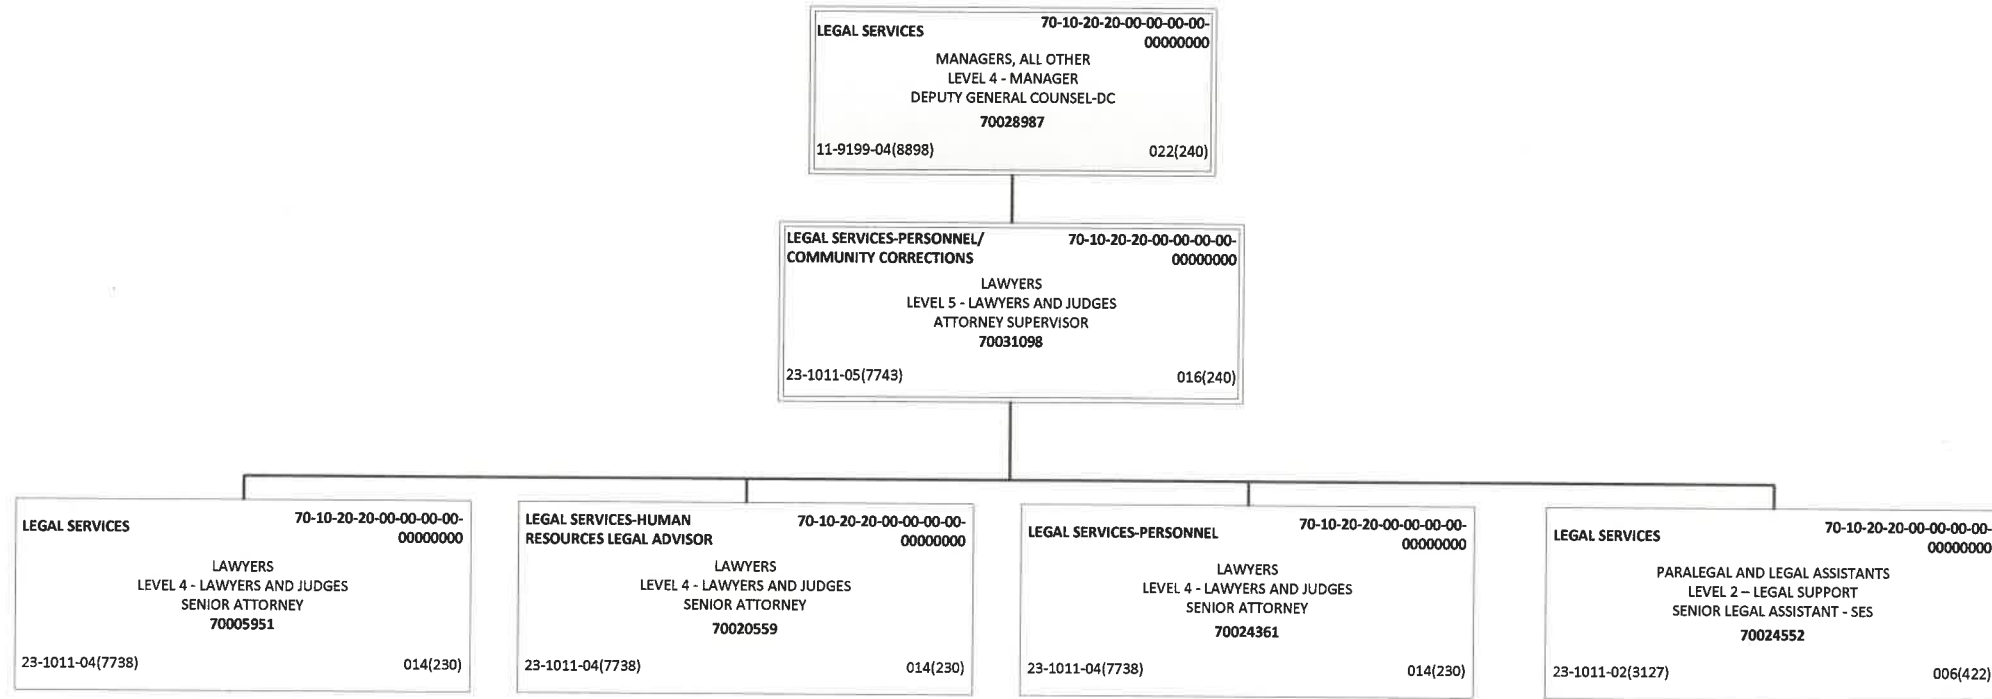 LEGAL SERVICES
70-10-20-20-00-00-00-00-
00000000
MANAGERS, ALL OTHER
LEVEL 4 - MANAGER
DEPUTY GENERAL COUNSEL-DC
70028987
11-9199-04(8898)
022(240)
LEGAL SERVICES-PERSONNEL/
COMMUNITY CORRECTIONS
70-10-20-20-00-00-00-00-
00000000
LAWYERS
LEVEL 5 - LAWYERS AND JUDGES
ATTORNEY SUPERVISOR
70031098
23-1011-05(7743)
016(240)
LEGAL SERVICES
70-10-20-20-00-00-00-00-
00000000
LAWYERS
LEVEL 4 - LAWYERS AND JUDGES
SENIOR ATTORNEY
70005951
23-1011-04(7738)
014(230)
LEGAL SERVICES-HUMAN
RESOURCES LEGAL ADVISOR
70-10-20-20-00-00-00-00-
00000000
LAWYERS
LEVEL 4 - LAWYERS AND JUDGES
SENIOR ATTORNEY
70020559
23-1011-04(7738)
014(230)
LEGAL SERVICES-PERSONNEL
70-10-20-20-00-00-00-00-
00000000
LAWYERS
LEVEL 4 - LAWYERS AND JUDGES
SENIOR ATTORNEY
70024361
23-1011-04(7738)
014(230)
LEGAL SERVICES
70-10-20-20-00-00-00-00-
00000000
PARALEGAL AND LEGAL ASSISTANTS
LEVEL 2 – LEGAL SUPPORT
SENIOR LEGAL ASSISTANT - SES
70024552
23-1011-02(3127)
006(422)